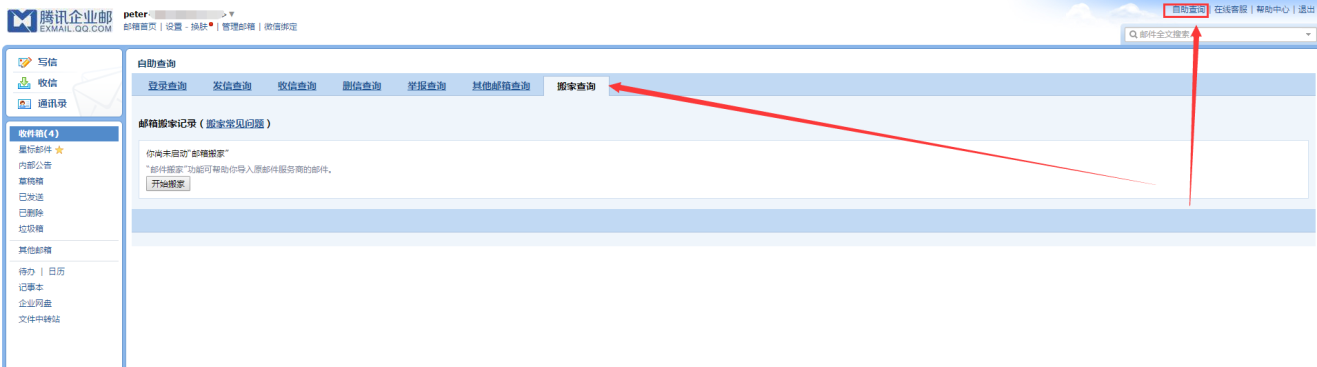 腾讯企业邮
EXMAIL.QQ.COM
peter
邮箱首页 | 设置 - 换肤 | 管理邮箱 | 微信绑定
自助查询 | 在线客服 | 帮助中心 | 退出
邮件全文搜索
写信
收信
通讯录
收件箱(4)
星标邮件
内部公告
草稿箱
已发送
已删除
垃圾箱
其他邮箱
待办 | 日历
记事本
企业网盘
文件中转站
自助查询
登录查询 发信查询 收信查询 删信查询 举报查询 其他邮箱查询 搬家查询
邮箱搬家记录 ( 搬家常见问题 )
你尚未启动"邮箱搬家"
"邮件搬家"功能可帮助你导入原邮件服务商的邮件。
开始搬家